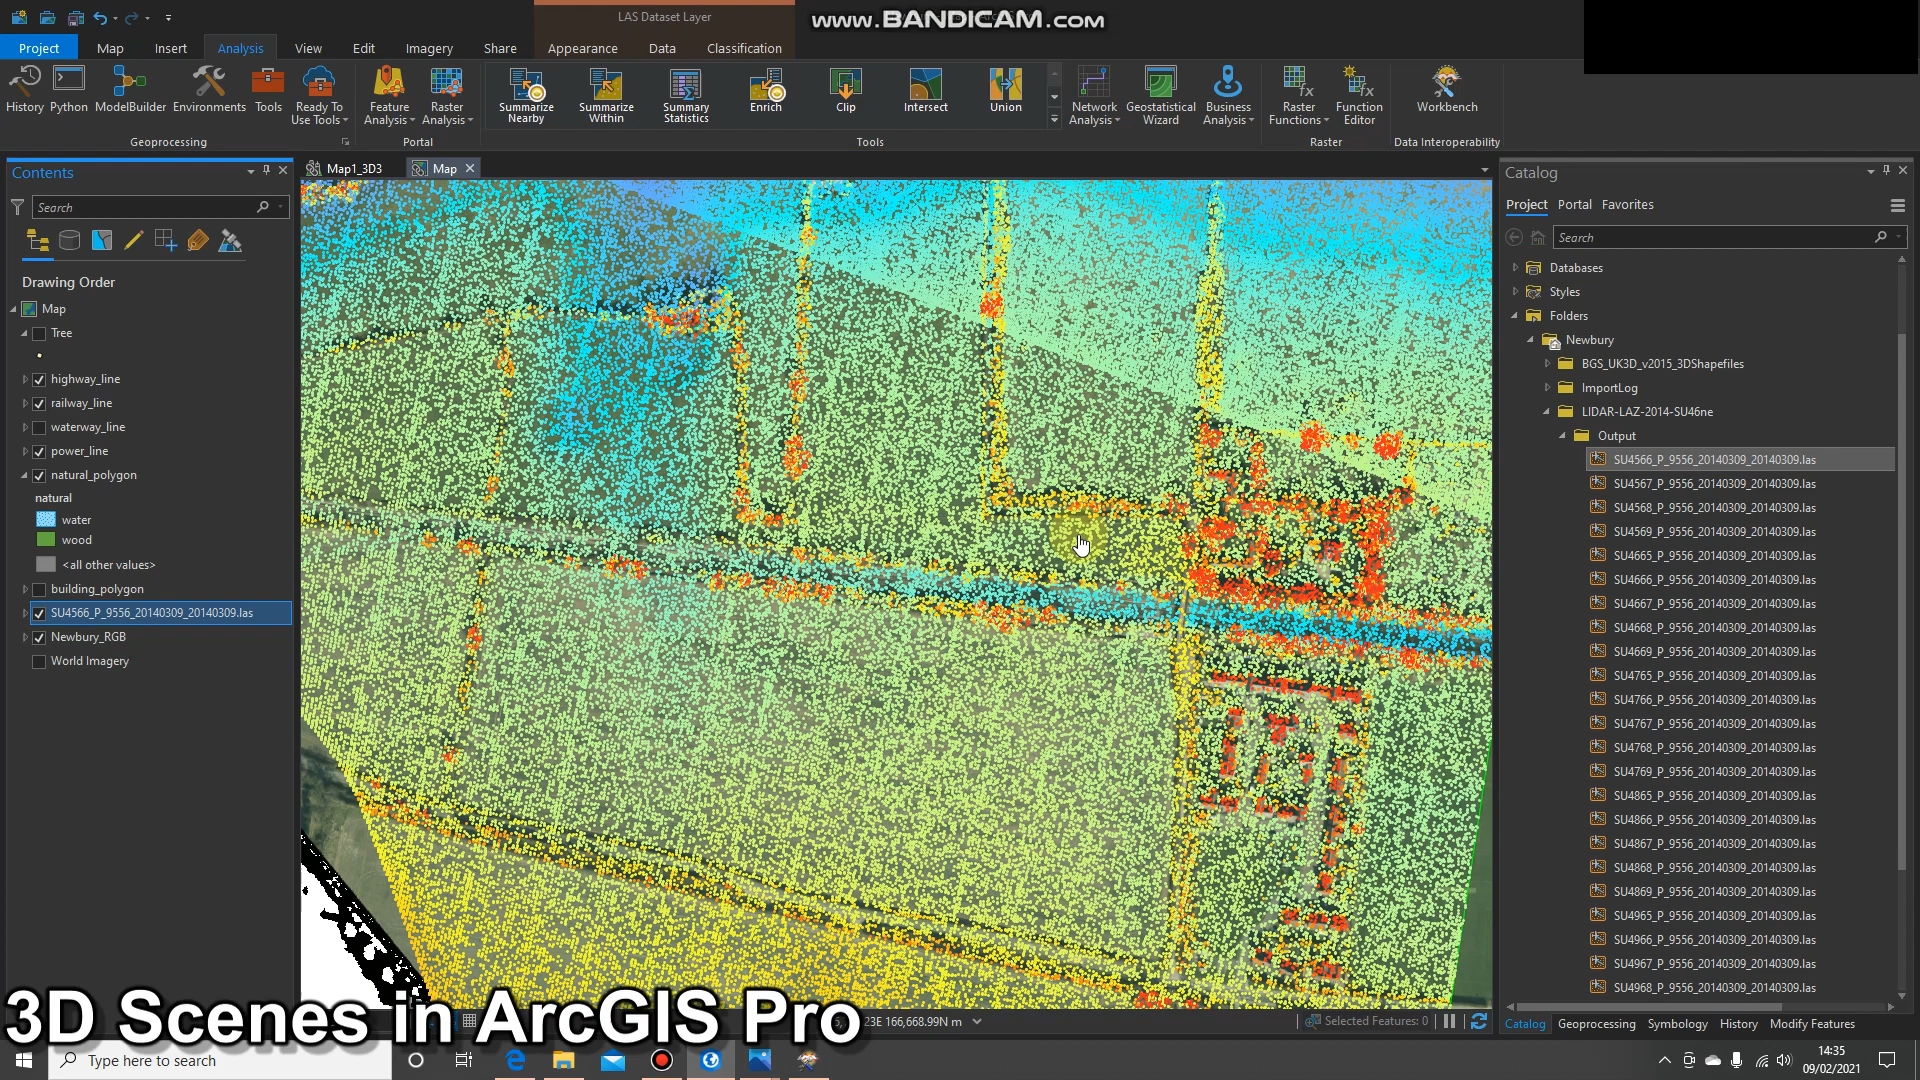 LAS Dataset Layer
www.BANDICAM.com
Project
Map
Insert
Analysis
View
Edit
Imagery
Share
Appearance
Data
Classification
History
Python
ModelBuilder
Environments
Tools
Ready To
Use Tools
Feature
Analysis
Raster
Analysis
Summarize
Nearby
Summarize
Within
Summary
Statistics
Enrich
Clip
Intersect
Union
Network
Analysis
Geostatistical
Wizard
Business
Analysis
Raster
Functions
Function
Editor
Workbench
Geoprocessing
Portal
Tools
Raster
Data Interoperability
Contents
Search
Drawing Order
Map
Tree
highway_line
railway_line
waterway_line
power_line
natural_polygon
natural
water
wood
<all other values>
building_polygon
SU4566_P_9556_20140309_20140309.las
Newbury_RGB
World Imagery
Map1_3D3
Map
Catalog
Project
Portal
Favorites
Search
Databases
Styles
Folders
Newbury
BGS_UK3D_v2015_3DShapefiles
ImportLog
LIDAR-LAZ-2014-SU46ne
Output
SU4566_P_9556_20140309_20140309.las
SU4567_P_9556_20140309_20140309.las
SU4568_P_9556_20140309_20140309.las
SU4569_P_9556_20140309_20140309.las
SU4665_P_9556_20140309_20140309.las
SU4666_P_9556_20140309_20140309.las
SU4667_P_9556_20140309_20140309.las
SU4668_P_9556_20140309_20140309.las
SU4669_P_9556_20140309_20140309.las
SU4765_P_9556_20140309_20140309.las
SU4766_P_9556_20140309_20140309.las
SU4767_P_9556_20140309_20140309.las
SU4768_P_9556_20140309_20140309.las
SU4769_P_9556_20140309_20140309.las
SU4865_P_9556_20140309_20140309.las
SU4866_P_9556_20140309_20140309.las
SU4867_P_9556_20140309_20140309.las
SU4868_P_9556_20140309_20140309.las
SU4869_P_9556_20140309_20140309.las
SU4965_P_9556_20140309_20140309.las
SU4966_P_9556_20140309_20140309.las
SU4967_P_9556_20140309_20140309.las
SU4968_P_9556_20140309_20140309.las
3D Scenes in ArcGIS Pro
23E 166,668.99N m
Selected Features: 0
Catalog
Geoprocessing
Symbology
History
Modify Features
Type here to search
14:35
09/02/2021